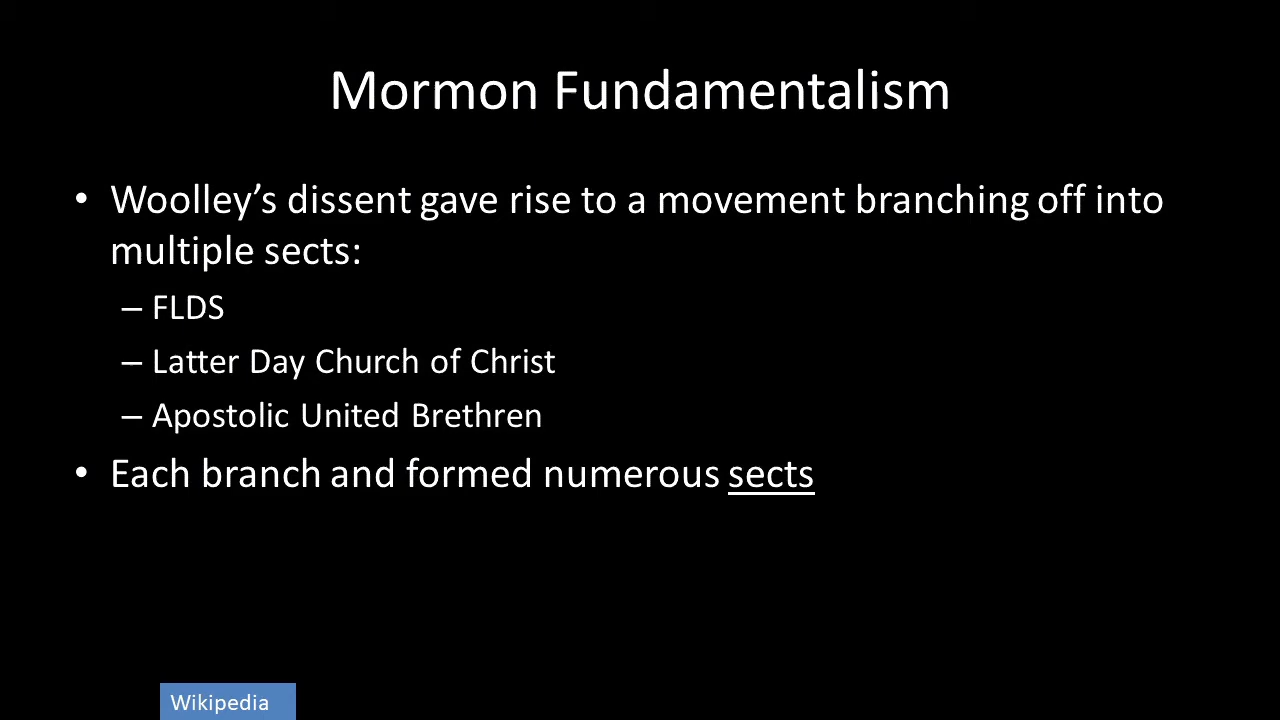 Mormon Fundamentalism
• Woolley’s dissent gave rise to a movement branching off into
multiple sects:
– FLDS
– Latter Day Church of Christ
– Apostolic United Brethren
• Each branch and formed numerous sects
Wikipedia